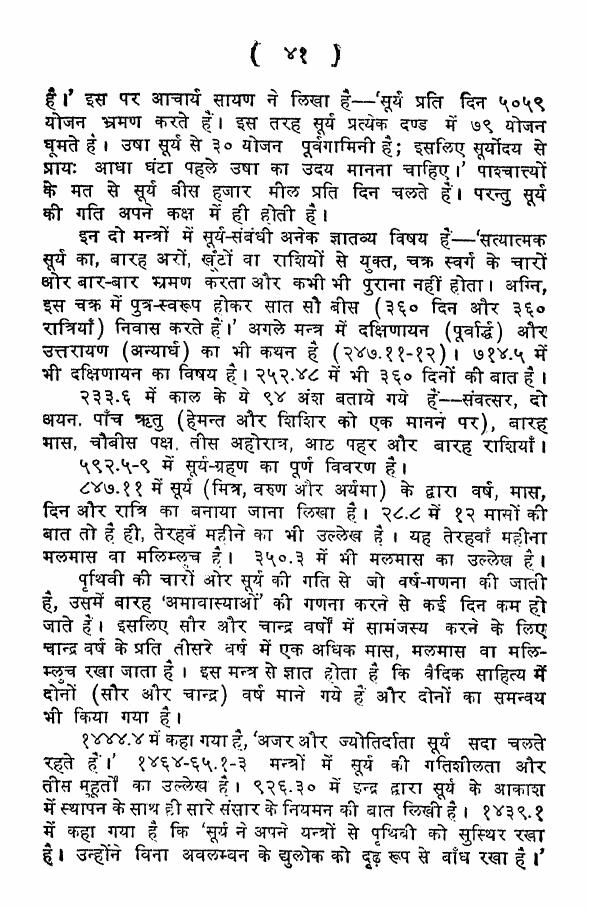 ( ४१ )
है।’ इस पर आचार्य सायण ने लिखा है—‘सूर्य प्रति दिन ५०५९
योजन भ्रमण करते हैं। इस तरह सूर्य प्रत्येक दण्ड में ७९ योजन
घूमते हैं। उषा सूर्य से ३० योजन पूर्वगामिनी है; इसलिए सूर्योदय से
प्रायः आधा घंटा पहले उषा का उदय मानना चाहिए।’ पाश्चात्त्यों
के मत से सूर्य बीस हजार मील प्रति दिन चलते हैं। परन्तु सूर्य
की गति अपने कक्ष में ही होती है।
इन दो मन्त्रों में सूर्य-संबंधी अनेक ज्ञातव्य विषय हैं—‘सत्यात्मक
सूर्य का, बारह अरों, खूंटों वा राशियों से युक्त, चक्र स्वर्ग के चारों
ओर बार-बार भ्रमण करता और कभी भी पुराना नहीं होता। अग्नि,
इस चक्र में पुत्र-स्वरूप होकर सात सौ बीस (३६० दिन और ३६०
रात्रियाँ) निवास करते हैं।’ अगले मन्त्र में दक्षिणायन (पूर्वार्द्ध) और
उत्तरायण (अन्यार्ध) का भी कथन है (२४७.११-१२)। ७१४.५ में
भी दक्षिणायन का विषय है। २५२.४८ में भी ३६० दिनों की बात है।
२३३.६ में काल के ये ९४ अंश बताये गये हैं—संवत्सर, दो
अयन, पाँच ऋतु (हेमन्त और शिशिर को एक मानने पर), बारह
मास, चौबीस पक्ष, तीस अहोरात्र, आठ पहर और बारह राशियाँ।
५९२.५-९ में सूर्य-ग्रहण का पूर्ण विवरण है।
८४७.११ में सूर्य (मित्र, वरुण और अर्यमा) के द्वारा वर्ष, मास,
दिन और रात्रि का बनाया जाना लिखा है। २८.८ में १२ मासों की
बात तो है ही, तेरहवें महीने का भी उल्लेख है। यह तेरहवाँ महीना
मलमास वा मलिम्लुच है। ३५०.३ में भी मलमास का उल्लेख है।
पृथिवी की चारों ओर सूर्य की गति से जो वर्ष-गणना की जाती
है, उसमें बारह ‘अमावास्याओं’ की गणना करने से कई दिन कम हो
जाते हैं। इसलिए सौर और चान्द्र वर्षों में सामंजस्य करने के लिए
चान्द्र वर्ष के प्रति तीसरे वर्ष में एक अधिक मास, मलमास वा मलि-
म्लुच रखा जाता है। इस मन्त्र से ज्ञात होता है कि वैदिक साहित्य में
दोनों (सौर और चान्द्र) वर्ष माने गये हैं और दोनों का समन्वय
भी किया गया है।
१४४४.४ में कहा गया है, ‘अजर और ज्योतिर्दाता सूर्य सदा चलते
रहते हैं।’ १४६४-६५.१-३ मन्त्रों में सूर्य की गतिशीलता और
तीस मुहूर्तों का उल्लेख है। ९२६.३० में इन्द्र द्वारा सूर्य के आकाश
में स्थापन के साथ ही सारे संसार के नियमन की बात लिखी है। १४३९.१
में कहा गया है कि ‘सूर्य ने अपने यन्त्रों से पृथिवी को सुस्थिर रखा
है। उन्होंने विना अवलम्बन के द्युलोक को दृढ़ रूप से बाँध रखा है।’